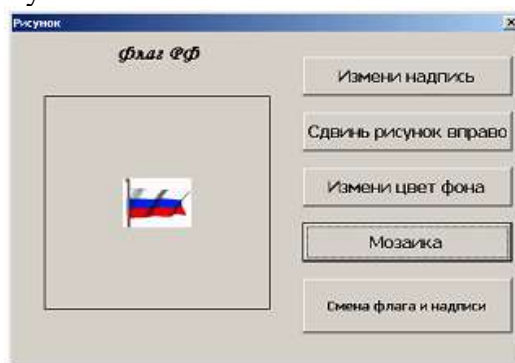 Рисунок
Флаг РФ
Измени надпись
Сдвинь рисунок вправо
Измени цвет фона
Мозаика
Смена флага и надписи